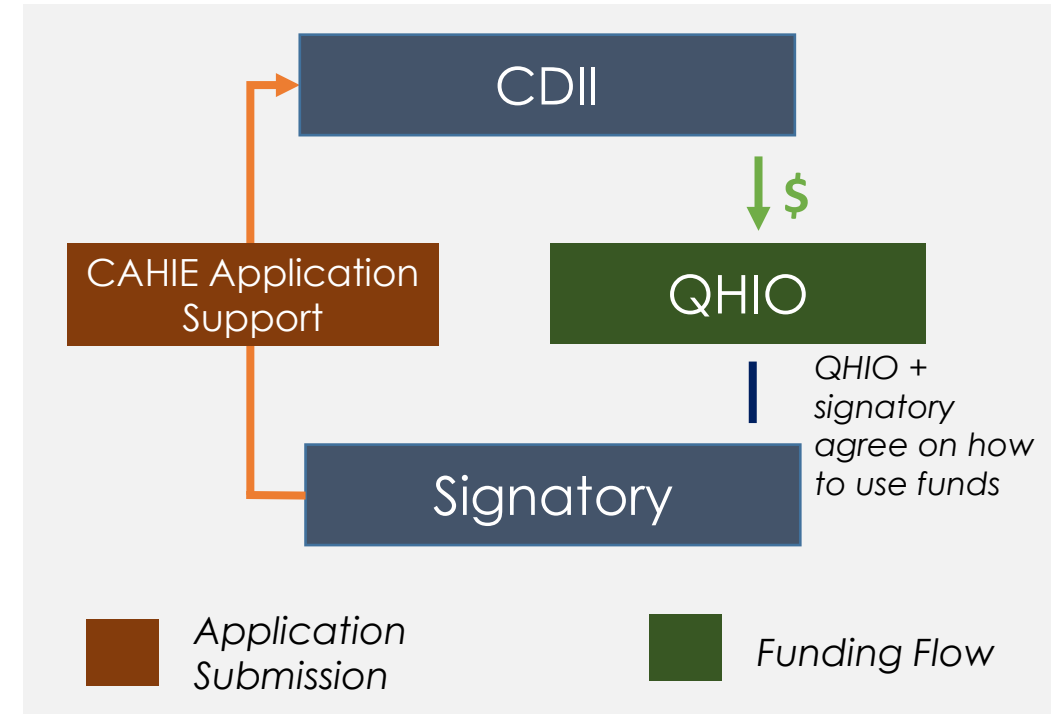 CDII
$
CAHIE Application
Support
QHIO
QHIO +
signatory
agree on how
to use funds
Signatory
Application
Submission
Funding Flow